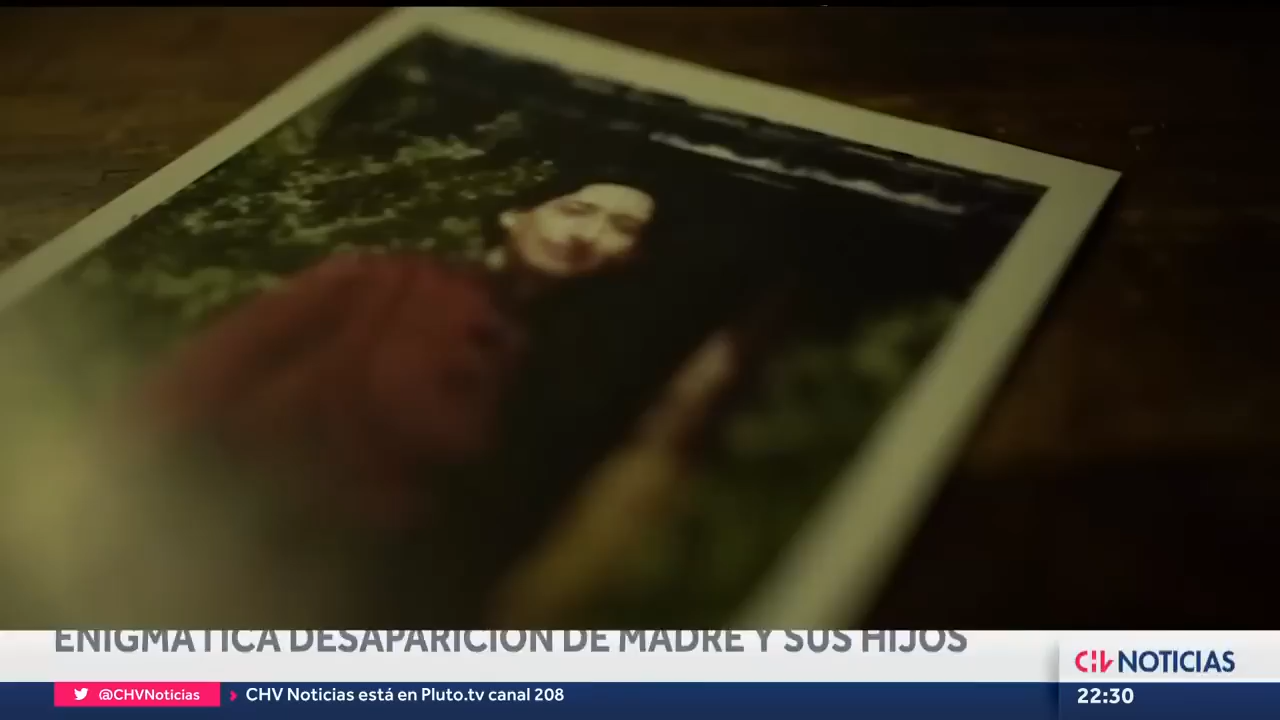 ENIGMÁTICA DESAPARICIÓN DE MADRE Y SUS HIJOS
CHV NOTICIAS
@CHVNoticias
CHV Noticias está en Pluto.tv canal 208
22:30